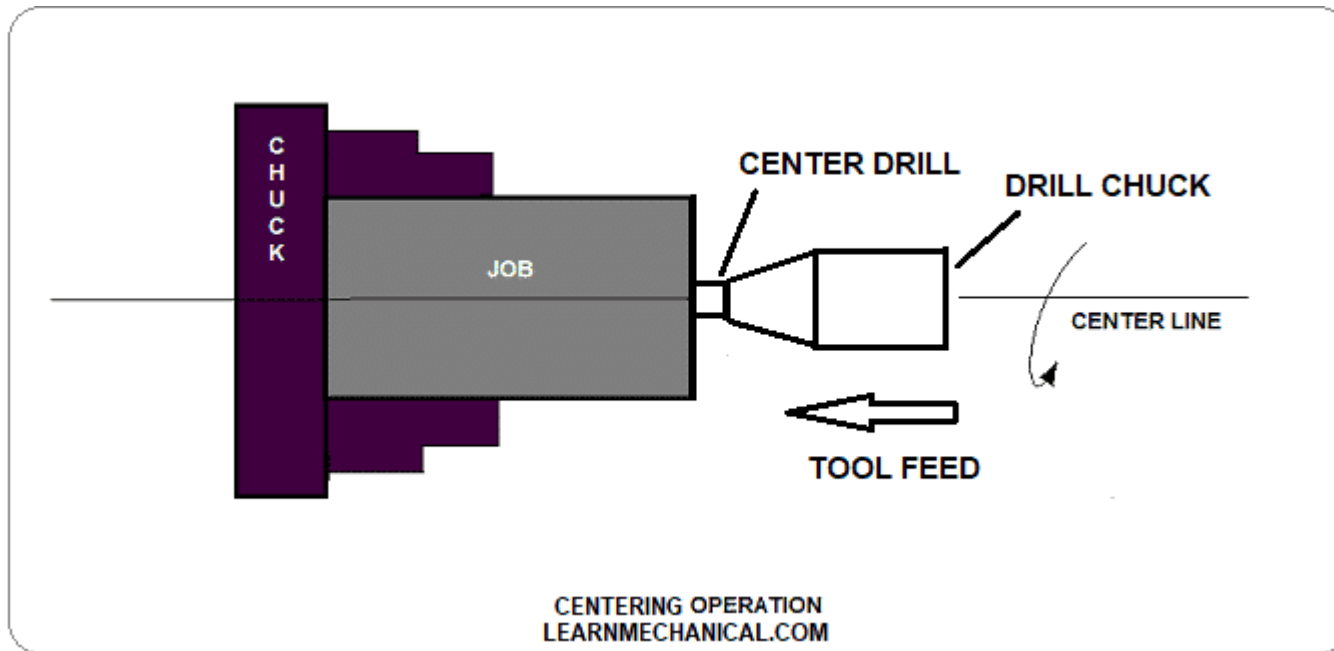 CHUCK
CENTER DRILL
DRILL CHUCK
JOB
CENTER LINE
TOOL FEED
CENTERING OPERATION
LEARNMECHANICAL.COM